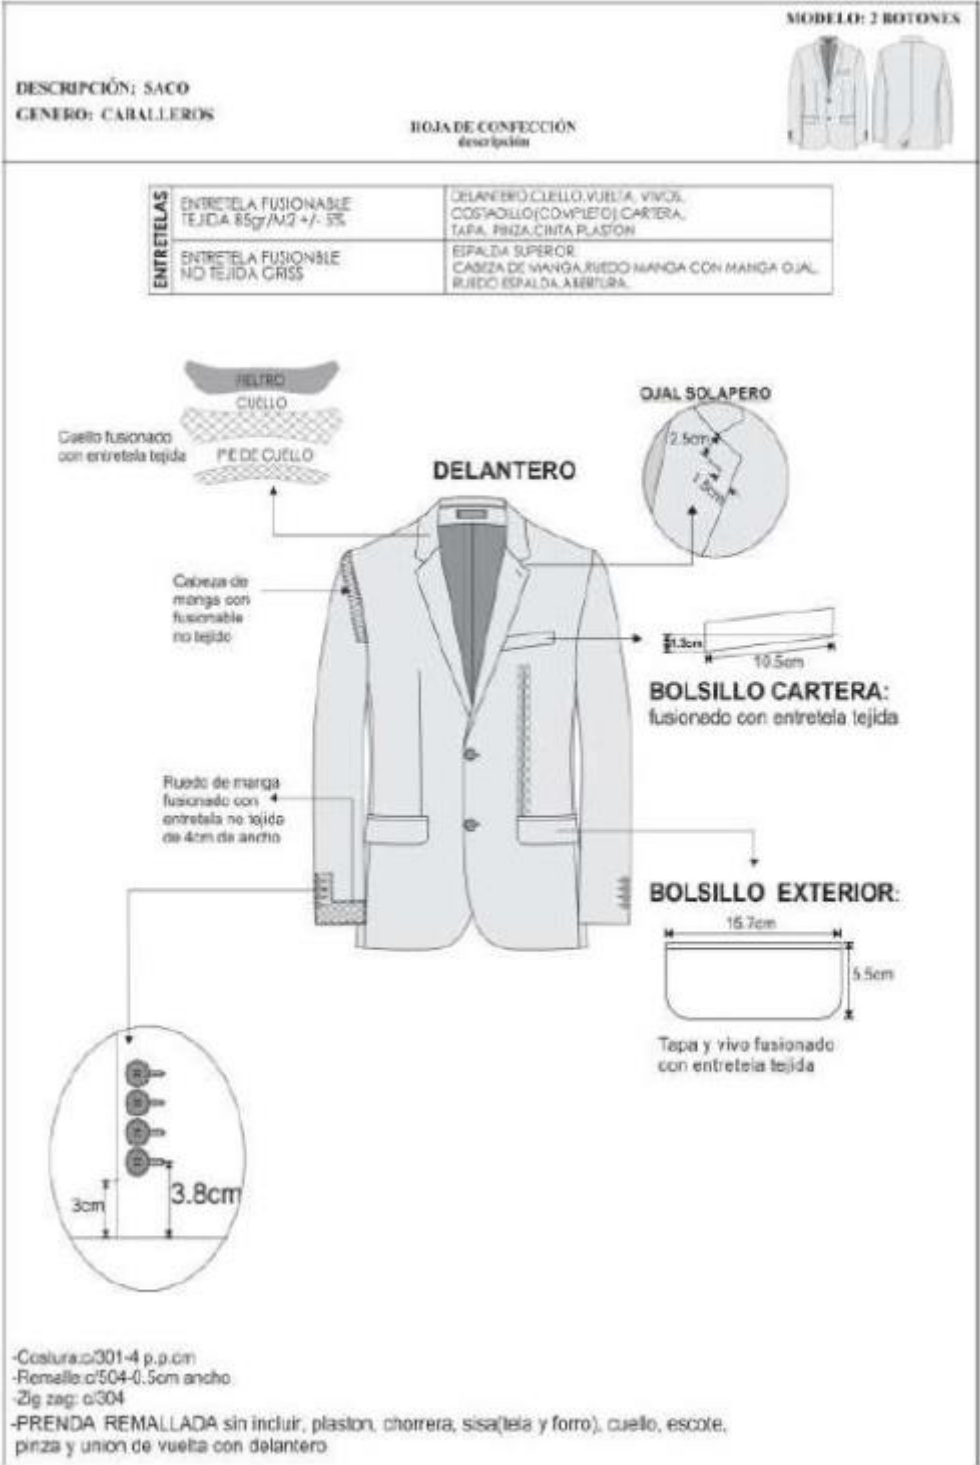 MODELO: 2 BOTONES
DESCRIPCIÓN: SACO
GENERO: CABALLEROS
HOJA DE CONFECCIÓN
descripción
ENTRETELAS
ENTRETELA FUSIONABLE
TEJIDA 85gr/M2 +/- 5%
DELANTERO.CUELLO.VUELTA. VIVOS.
COSTADILLO(COMPLETO).CARTERA.
TAPA. PINZA.CINTA PLASTON
ENTRETELA FUSIONBLE
NO TEJIDA GRISS
ESPALDA SUPERIOR.
CABEZA DE MANGA.RUEDO MANGA CON MANGA OJAL.
RUEDO ESPALDA.ABERTURA.
FIELTRO
CUELLO
Cuello fusionado
con entretela tejida
PIE DE CUELLO
OJAL SOLAPERO
2.5cm
1.5cm
DELANTERO
Cabeza de
manga con
fusionable
no tejido
1.3cm
10.5cm
BOLSILLO CARTERA:
fusionado con entretela tejida
Ruedo de manga
fusionado con
entretela no tejida
de 4cm de ancho
BOLSILLO EXTERIOR:
15.7cm
5.5cm
Tapa y vivo fusionado
con entretela tejida
3cm
3.8cm
-Costura:c/301-4 p.p.cm
-Remalle:c/504-0.5cm ancho
-Zig zag: c/304
-PRENDA REMALLADA sin incluir, plaston, chorrera, sisa(tela y forro), cuello, escote,
pinza y union de vuelta con delantero